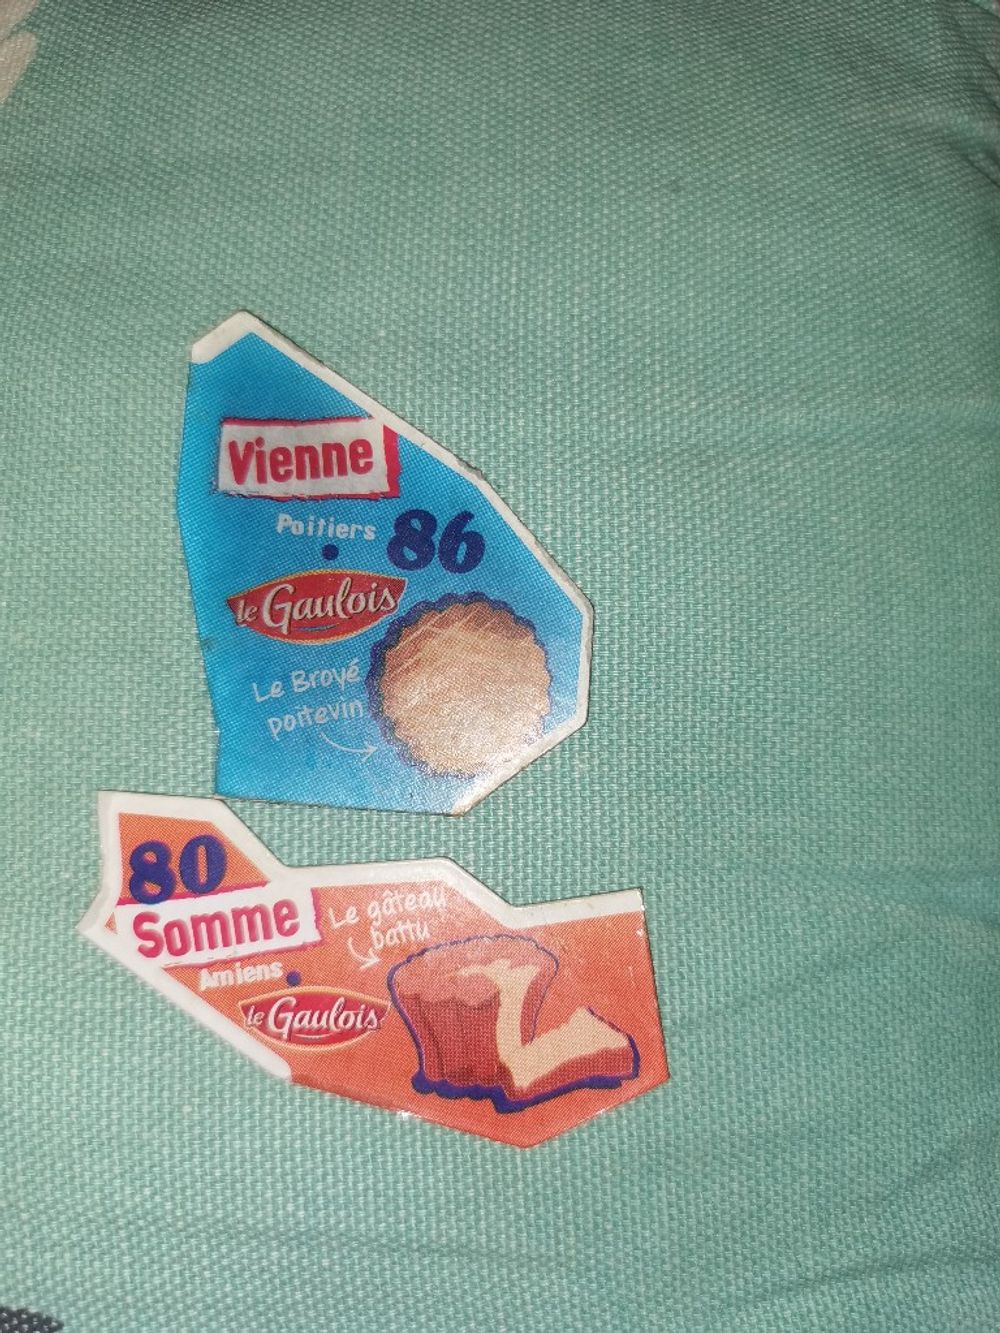 Vienne
Poitiers 86
le Gaulois
Le Broyé
poitevin
80
Somme
Amiens
Le gâteau
battu
le Gaulois